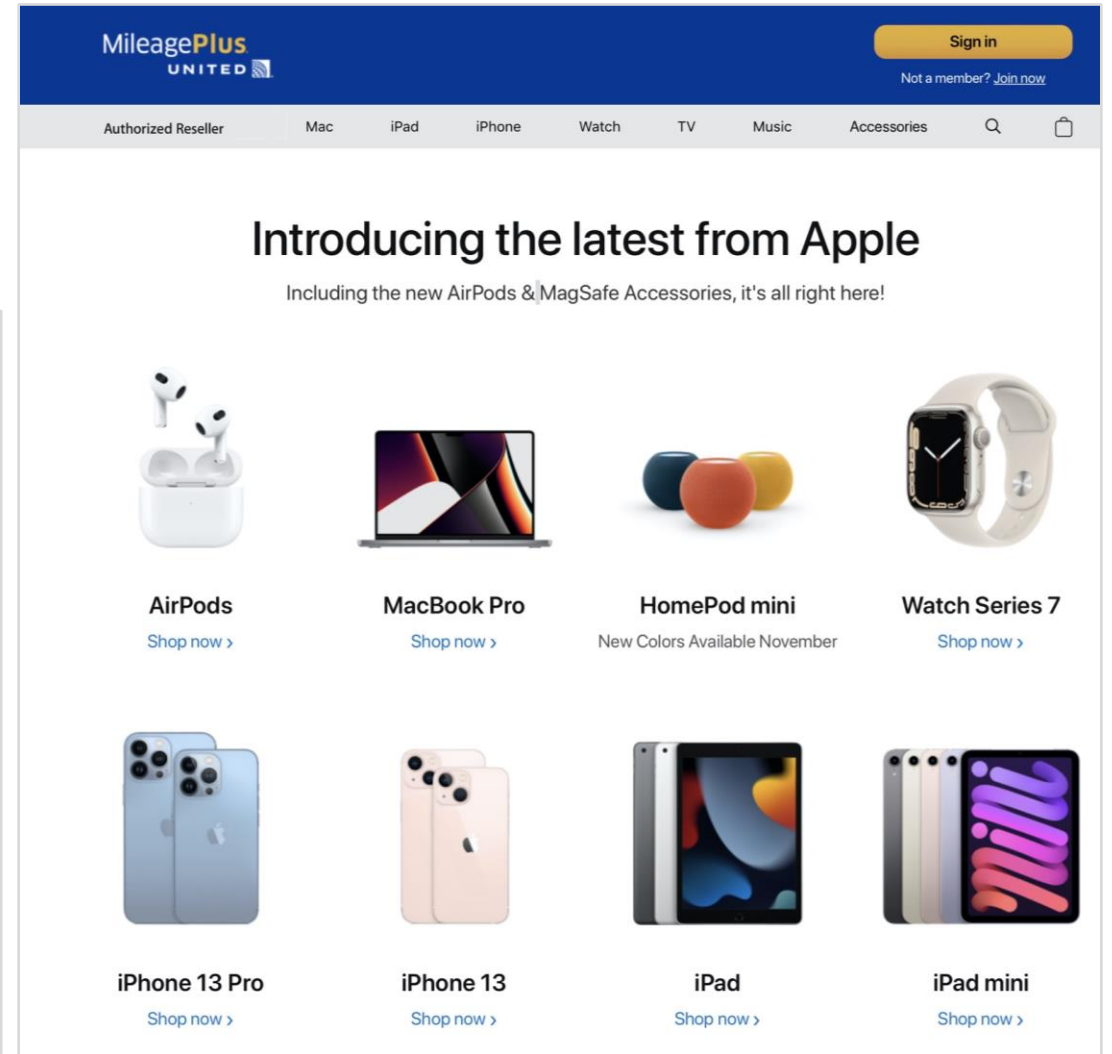 MileagePlus
UNITED
Sign in
Not a member? Join now
Authorized Reseller Mac iPad iPhone Watch TV Music Accessories
Introducing the latest from Apple
Including the new AirPods & MagSafe Accessories, it's all right here!
AirPods MacBook Pro HomePod mini Watch Series 7
Shop now › Shop now › New Colors Available November Shop now ›
iPhone 13 Pro iPhone 13 iPad iPad mini
Shop now › Shop now › Shop now › Shop now ›